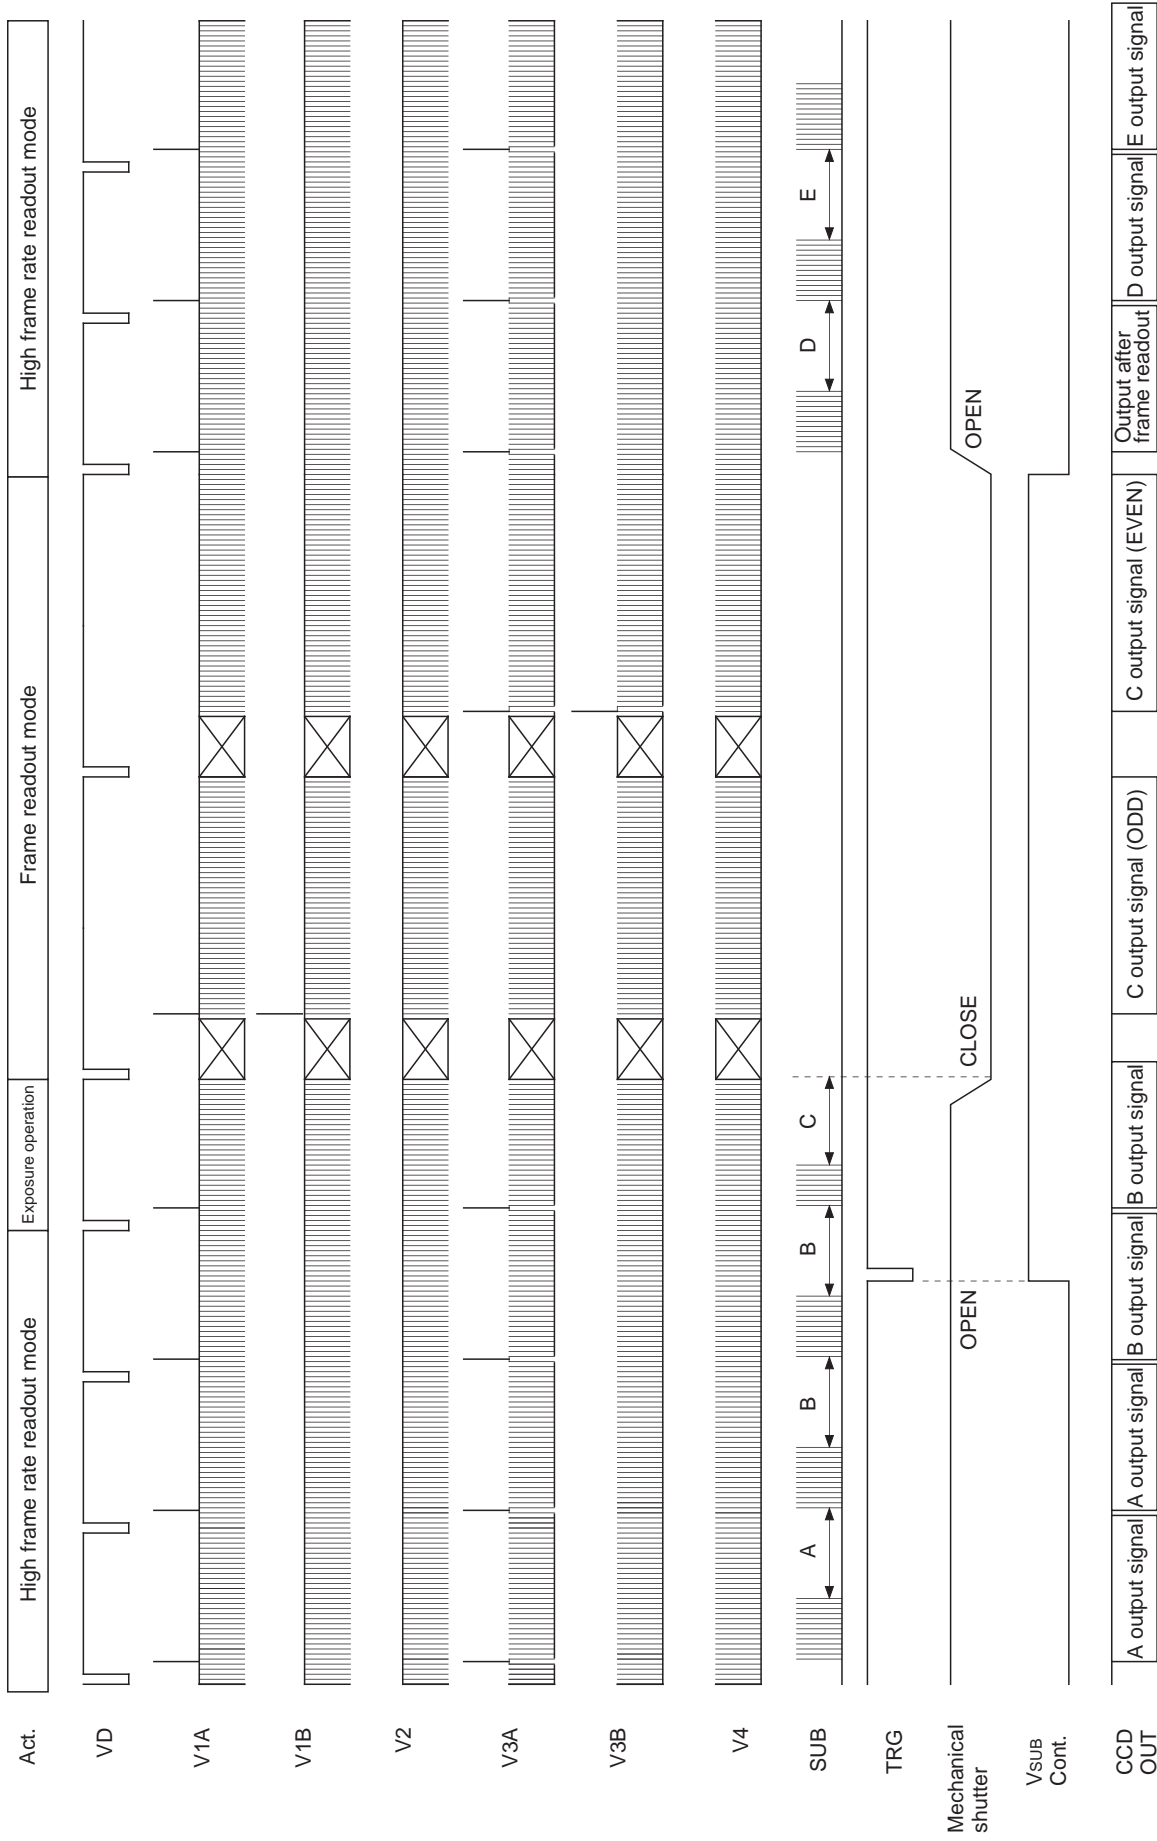 Act.
High frame rate readout mode
Exposure operation
Frame readout mode
High frame rate readout mode
VD
V1A
V1B
V2
V3A
V3B
V4
SUB
A
B
B
C
D
E
TRG
Mechanical
shutter
OPEN
CLOSE
OPEN
VSUB
Cont.
CCD
OUT
A output signal
A output signal
B output signal
B output signal
C output signal (ODD)
C output signal (EVEN)
Output after
frame readout
D output signal
E output signal